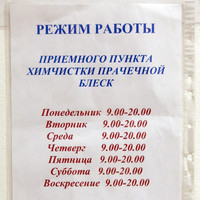 РЕЖИМ РАБОТЫ
ПРИЕМНОГО ПУНКТА
ХИМЧИСТКИ ПРАЧЕЧНОЙ
БЛЕСК
Понедельник 9.00-20.00
Вторник 9.00-20.00
Среда 9.00-20.00
Четверг 9.00-20.00
Пятница 9.00-20.00
Суббота 9.00-20.00
Воскресение 9.00-20.00